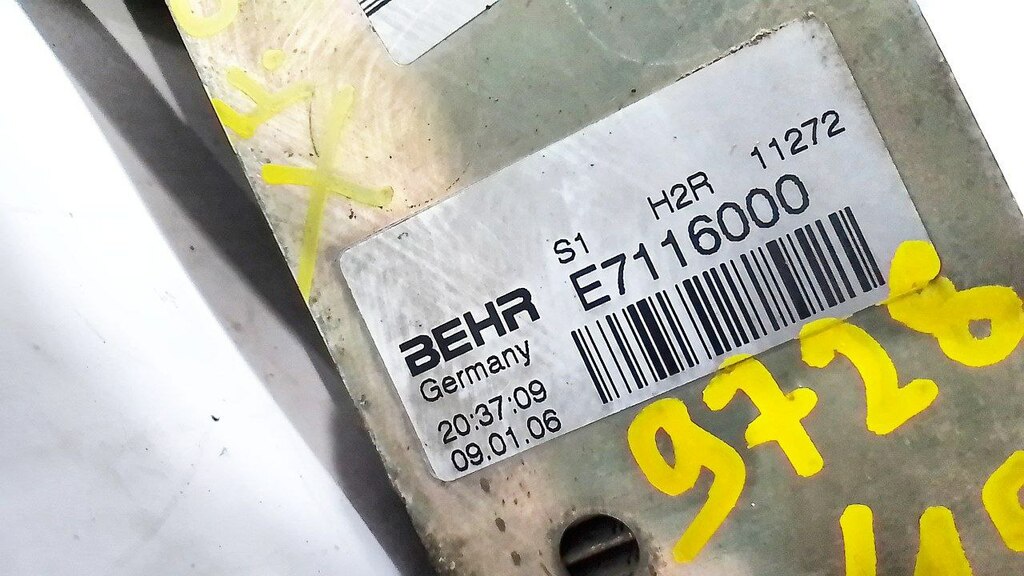 S1 H2R 11272
E7116000
BEHR
Germany
20:37:09
09.01.06
9728